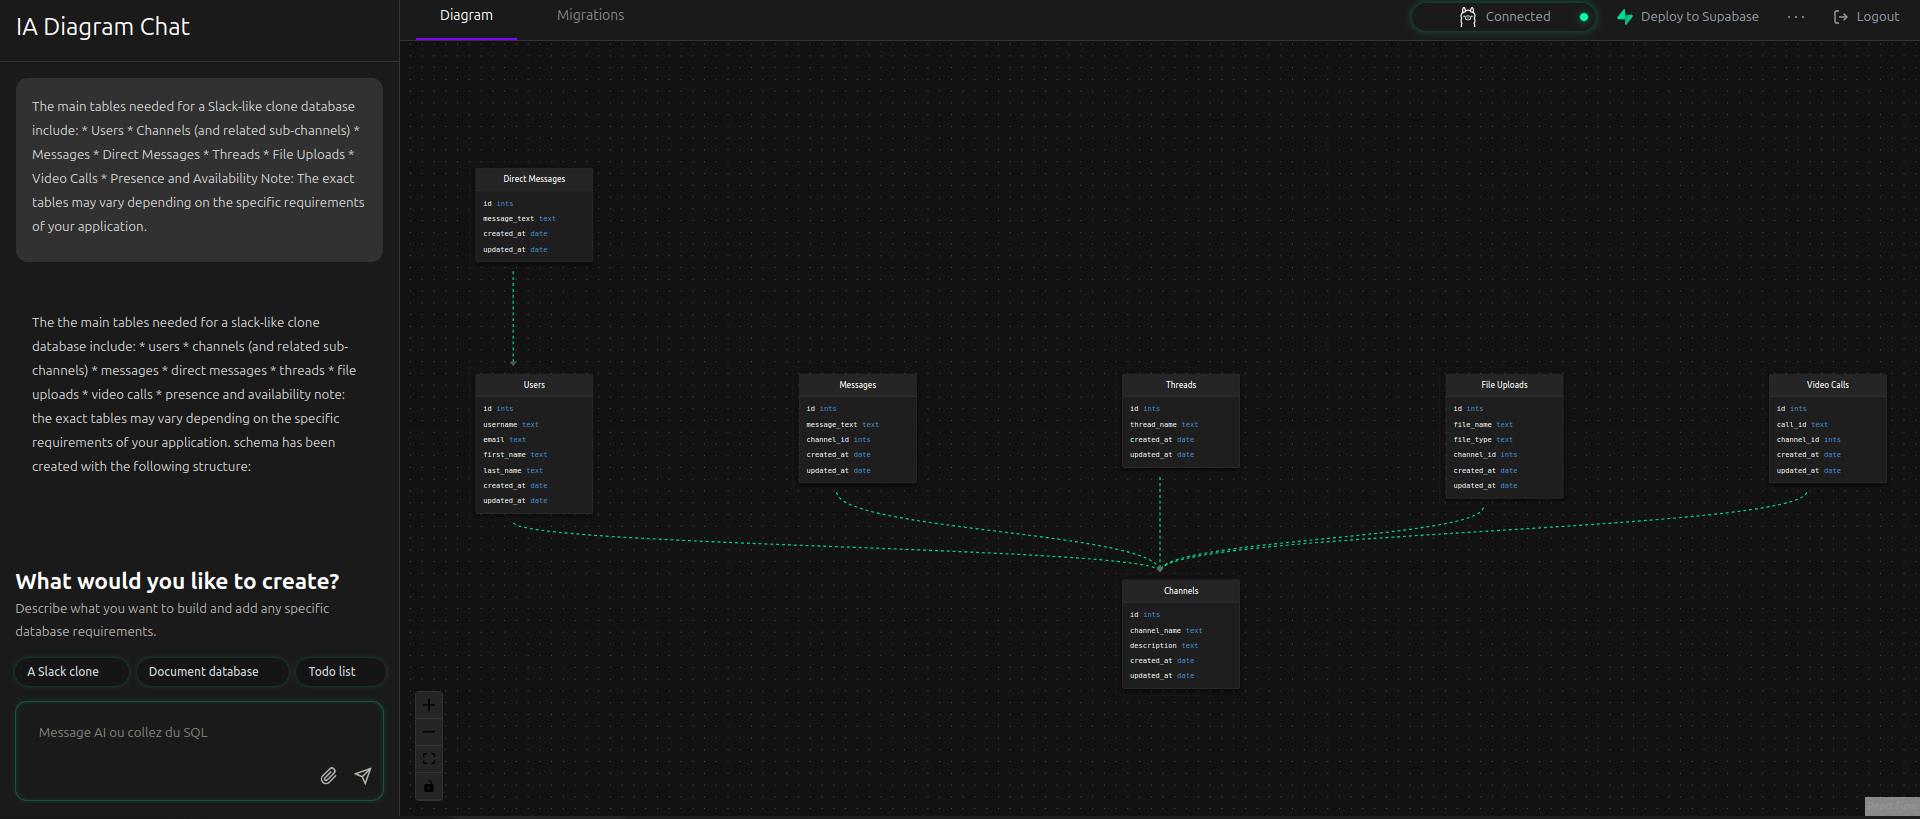 IA Diagram Chat
Diagram
Migrations
Connected
Deploy to Supabase
Logout
The main tables needed for a Slack-like clone database
include: * Users * Channels (and related sub-channels) *
Messages * Direct Messages * Threads * File Uploads *
Video Calls * Presence and Availability Note: The exact
tables may vary depending on the specific requirements
of your application.
The the main tables needed for a slack-like clone
database include: * users * channels (and related sub-
channels) * messages * direct messages * threads * file
uploads * video calls * presence and availability note:
the exact tables may vary depending on the specific
requirements of your application. schema has been
created with the following structure:
What would you like to create?
Describe what you want to build and add any specific
database requirements.
A Slack clone
Document database
Todo list
Message AI ou collez du SQL
Direct Messages
id ints
message_text text
created_at date
updated_at date
Users
id ints
username text
email text
first_name text
last_name text
created_at date
updated_at date
Messages
id ints
message_text text
channel_id ints
created_at date
updated_at date
Threads
id ints
thread_name text
created_at date
updated_at date
File Uploads
id ints
file_name text
file_type text
channel_id ints
created_at date
updated_at date
Video Calls
id ints
call_id text
channel_id ints
created_at date
updated_at date
Channels
id ints
channel_name text
description text
created_at date
updated_at date